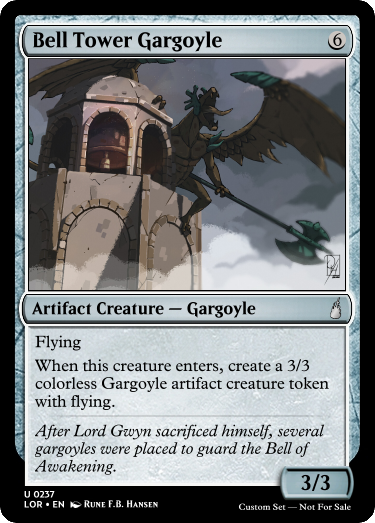 Bell Tower Gargoyle
6
Artifact Creature — Gargoyle
Flying
When this creature enters, create a 3/3
colorless Gargoyle artifact creature token
with flying.
After Lord Gwyn sacrificed himself, several
gargoyles were placed to guard the Bell of
Awakening.
3/3
U 0237
LOR • EN Rune F.B. Hansen
Custom Set — Not For Sale